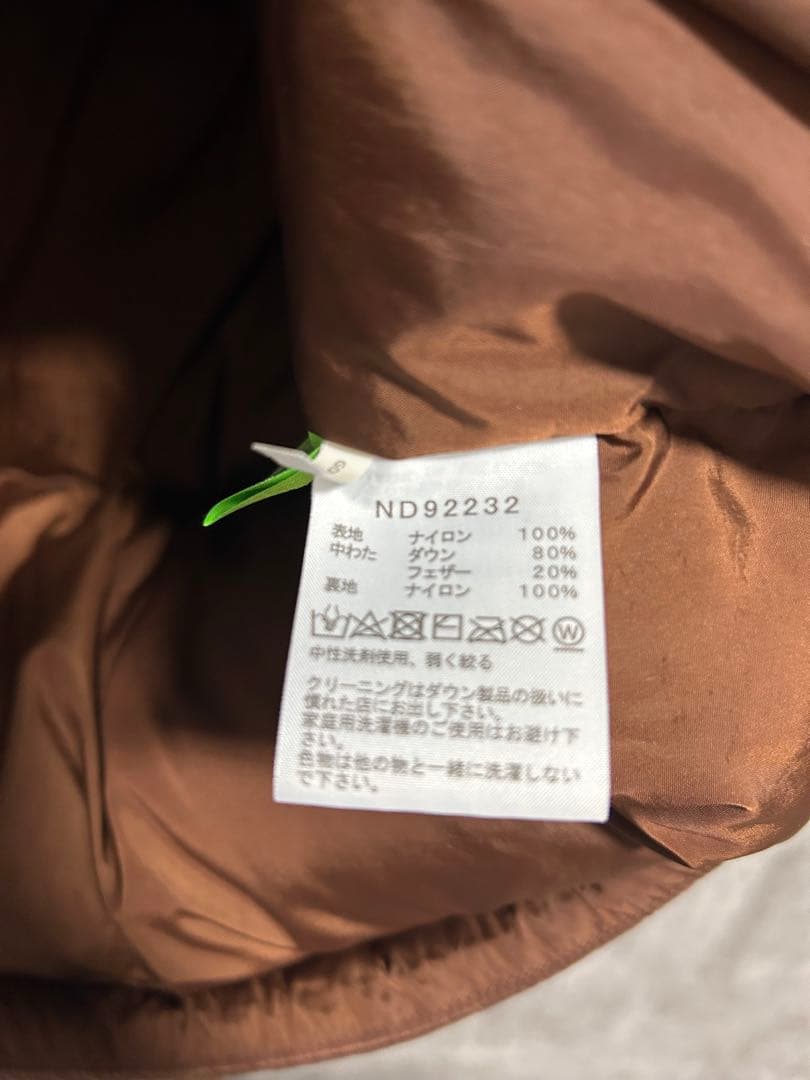 ND92232
表地 ナイロン 100%
中わた ダウン 80%
フェザー 20%
裏地 ナイロン 100%
W
中性洗剤使用、弱く絞る
クリーニングはダウン製品の扱いに
慣れた店にお出し下さい。
家庭用洗濯機のご使用はお避け下
さい。
色物は他の物と一緒に洗濯しない
で下さい。